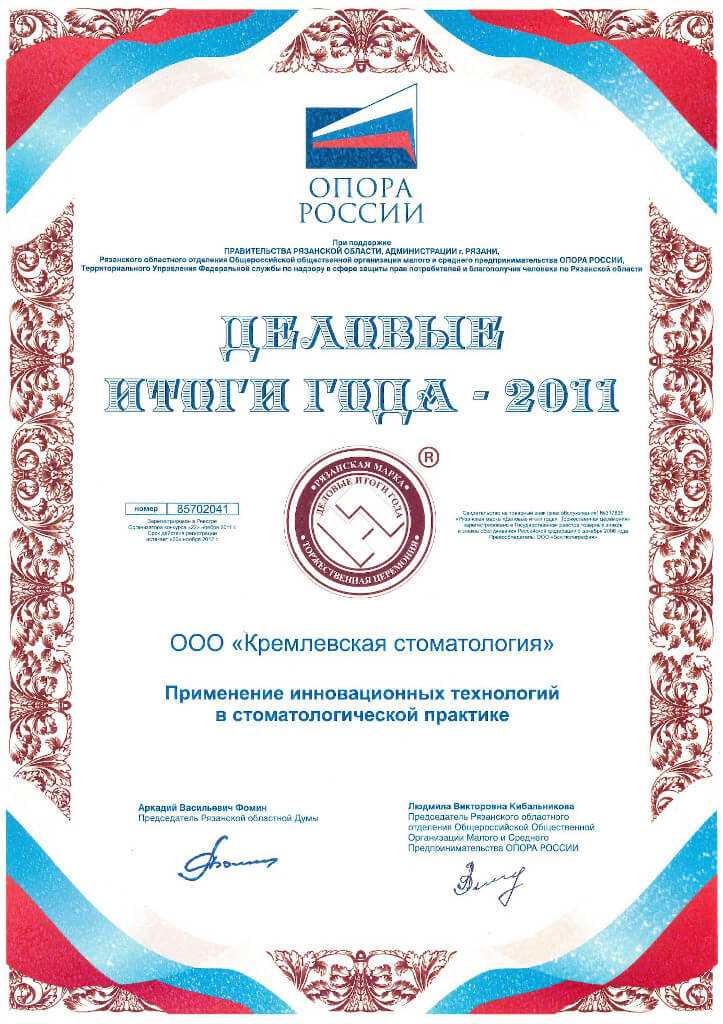 ОПОРА
РОССИИ
При поддержке
ПРАВИТЕЛЬСТВА РЯЗАНСКОЙ ОБЛАСТИ, АДМИНИСТРАЦИИ г. РЯЗАНИ,
Рязанского областного отделения Общероссийской общественной организации малого и среднего предпринимательства ОПОРА РОССИИ,
Территориального Управления Федеральной службы по надзору в сфере защиты прав потребителей и благополучия человека по Рязанской области
ДЕЛОВЫЕ
ИТОГИ ГОДА - 2011
®
РЯЗАНСКАЯ МАРКА
ДЕЛОВЫЕ ИТОГИ ГОДА
ТОРЖЕСТВЕННАЯ ЦЕРЕМОНИЯ
номер 85702041
Зарегистрирован в Реестре
Организатора конкурса «22» ноября 2011 г.
Срок действия регистрации
истекает «22» ноября 2012 г.
Свидетельство на товарный знак (знак обслуживания)
«Рязанская марка «Деловые итоги года». Торжественная церемония»
зарегистрировано в Государственном реестре товарных знаков
и знаков обслуживания Российской Федерации 5 декабря 2006 года
Правообладатель: ООО
ООО «Кремлевская стоматология»
Применение инновационных технологий
в стоматологической практике
Аркадий Васильевич Фомин
Председатель Рязанской областной Думы
Людмила Викторовна Кибальникова
Председатель Рязанского областного
отделения Общероссийской Общественной
Организации Малого и Среднего
Предпринимательства ОПОРА РОССИИ